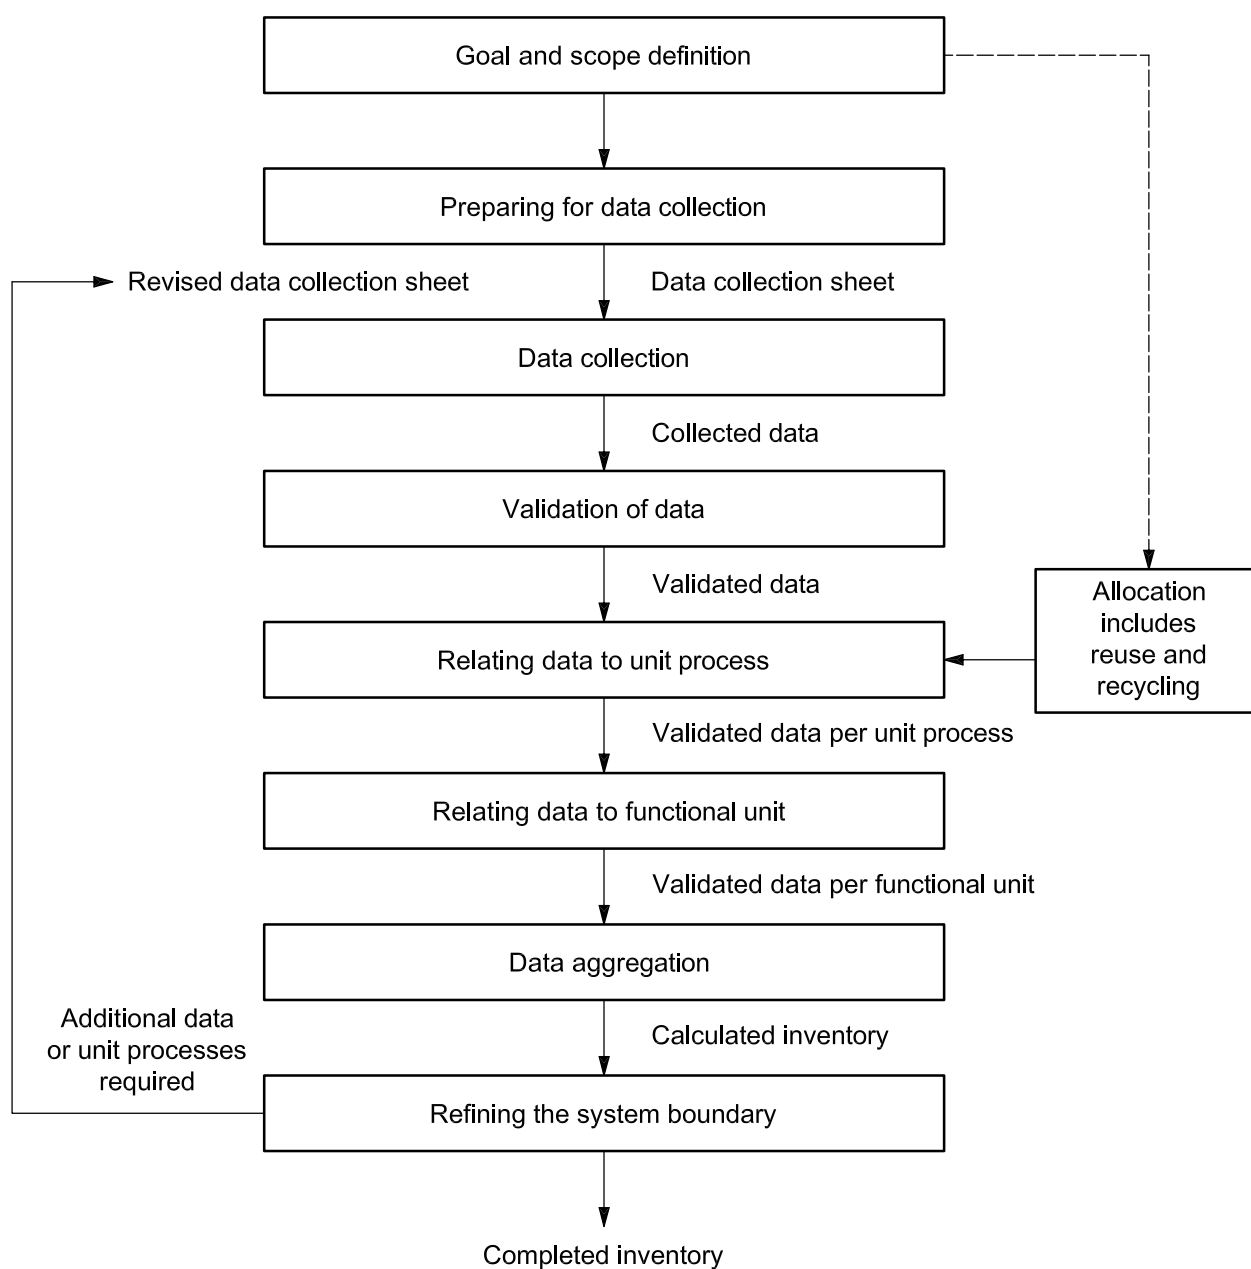 Goal and scope definition
Preparing for data collection
Revised data collection sheet
Data collection sheet
Data collection
Collected data
Validation of data
Validated data
Allocation
includes
reuse and
recycling
Relating data to unit process
Validated data per unit process
Relating data to functional unit
Validated data per functional unit
Data aggregation
Additional data
or unit processes
required
Calculated inventory
Refining the system boundary
Completed inventory